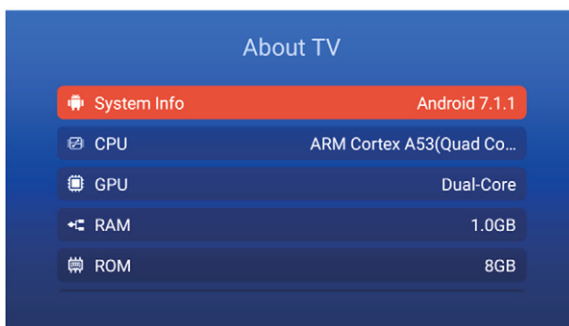 About TV
System Info Android 7.1.1
CPU ARM Cortex A53(Quad Co...
GPU Dual-Core
RAM 1.0GB
ROM 8GB